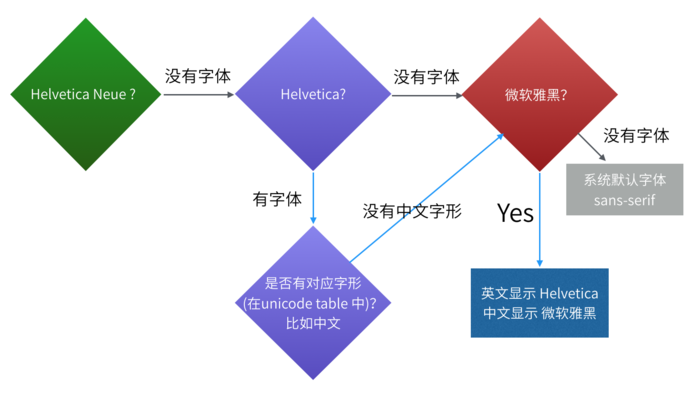 Helvetica Neue ?
没有字体
Helvetica?
没有字体
微软雅黑?
没有字体
系统默认字体
sans-serif
有字体
没有中文字形
Yes
是否有对应字形
(在unicode table 中)?
比如中文
英文显示 Helvetica
中文显示 微软雅黑